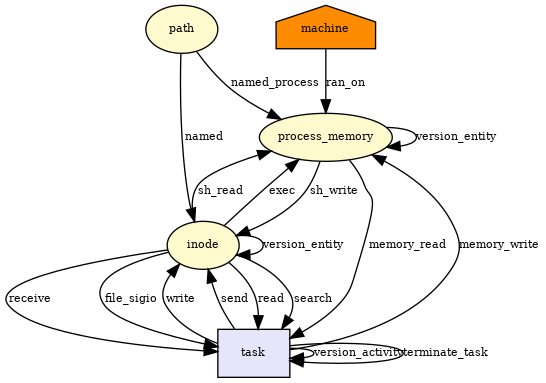 path
machine
named_process
ran_on
named
process_memory
version_entity
sh_read
exec
sh_write
inode
version_entity
memory_read
memory_write
receive
file_sigio
write
send
read
search
task
version_activity
terminate_task